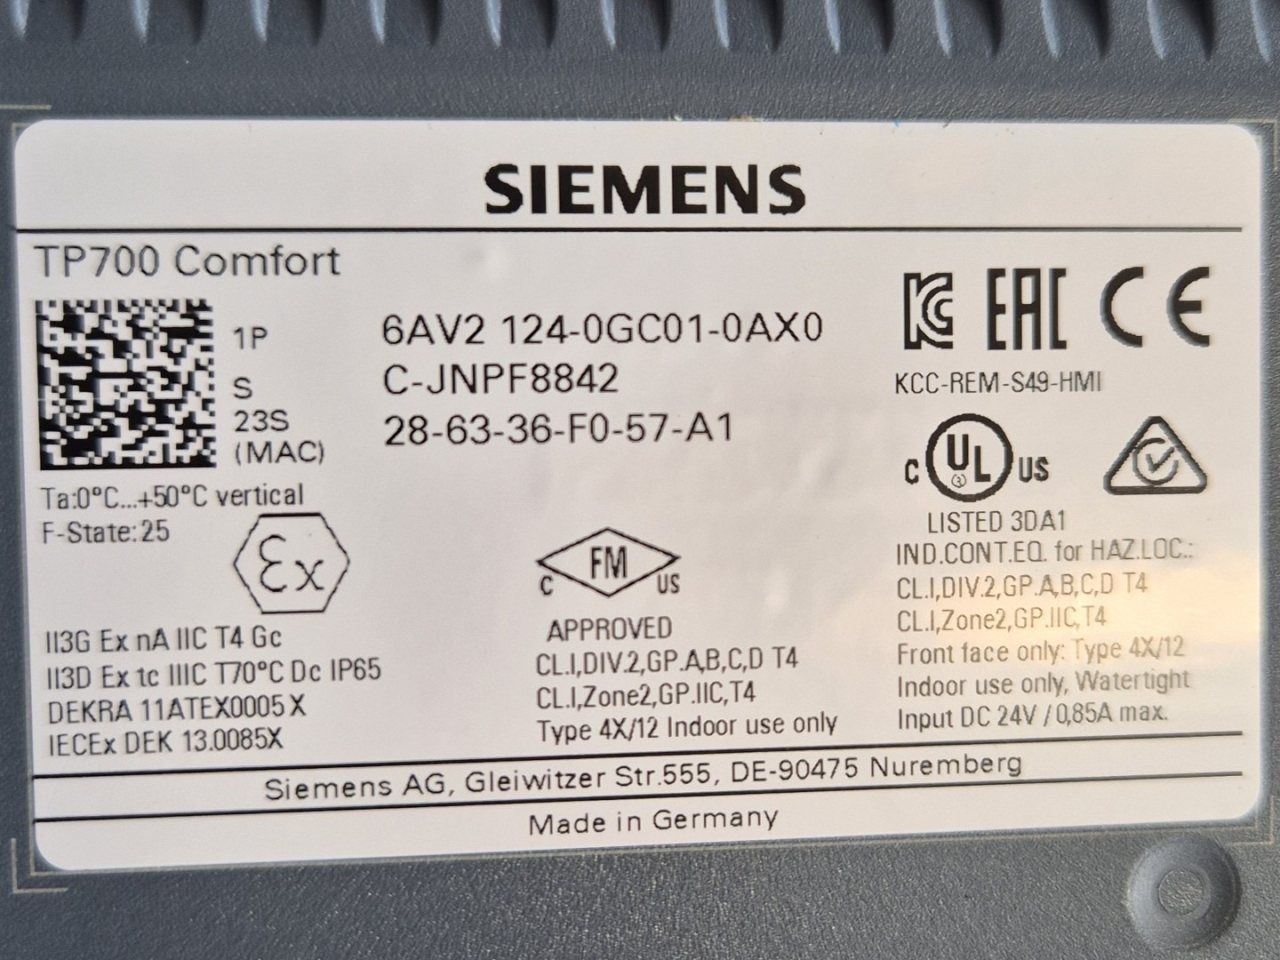 SIEMENS
TP700 Comfort
1P 6AV2 124-0GC01-0AX0
S C-JNPF8842
23S (MAC) 28-63-36-F0-57-A1
Ta:0°C...+50°C vertical
F-State: 25
Ex
II3G Ex nA IIC T4 Gc
II3D Ex tc IIIC T70°C Dc IP65
DEKRA 11ATEX0005 X
IECEx DEK 13.0085X
C FM US
APPROVED
CL.I,DIV.2,GP.A,B,C,D T4
CL.I,Zone2,GP.IIC,T4
Type 4X/12 Indoor use only
KC EAC CE
KCC-REM-S49-HMI
C UL US
LISTED 3DA1
IND.CONT.EQ. for HAZ.LOC.:
CL.I,DIV.2,GP.A,B,C,D T4
CL.I,Zone2,GP.IIC,T4
Front face only: Type 4X/12
Indoor use only, Watertight
Input DC 24V / 0,85A max.
Siemens AG, Gleiwitzer Str.555, DE-90475 Nuremberg
Made in Germany